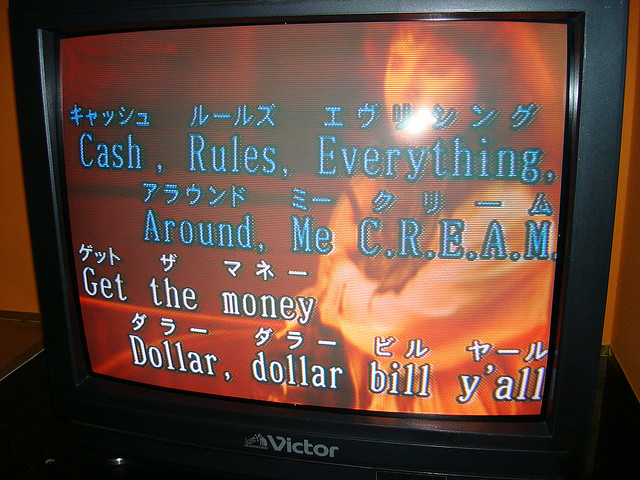 キャッシュ ルールズ エヴリシング
Cash, Rules, Everything,
アラウンド ミー クリーム
Around, Me C.R.E.A.M.
ゲット ザ マネー
Get the money
ダラー ダラー ビル ヤール
Dollar, dollar bill y'all
Victor